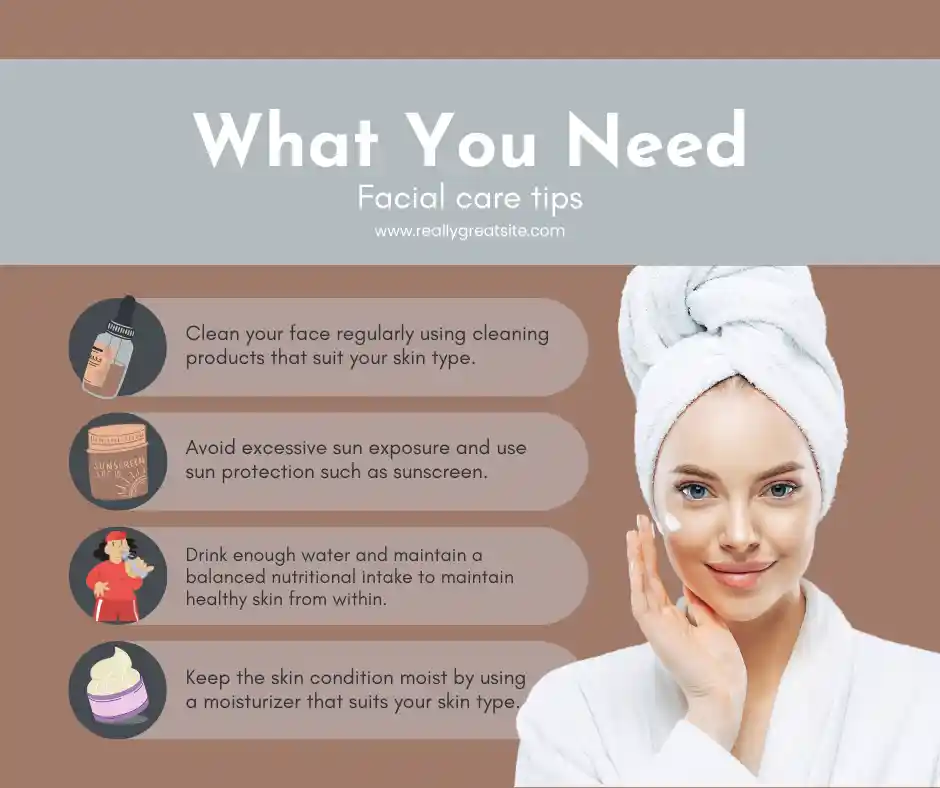 What You Need
Facial care tips
www.reallygreatsite.com
Clean your face regularly using cleaning
products that suit your skin type.
Avoid excessive sun exposure and use
sun protection such as sunscreen.
SUNSCREEN
Drink enough water and maintain a
balanced nutritional intake to maintain
healthy skin from within.
Keep the skin condition moist by using
a moisturizer that suits your skin type.